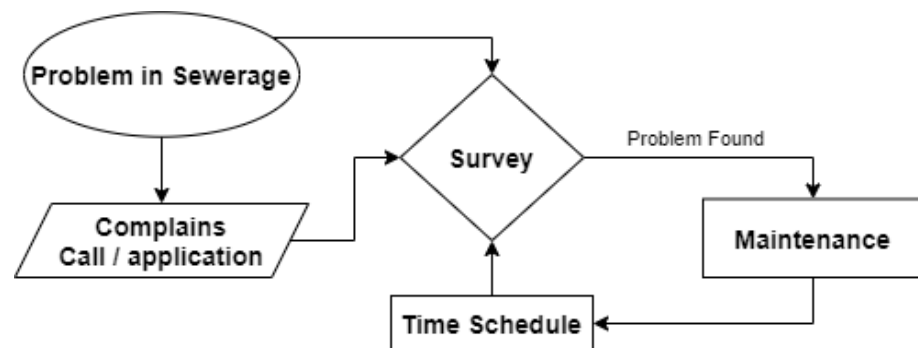 Problem in Sewerage
Survey
Problem Found
Complains
Call / application
Maintenance
Time Schedule